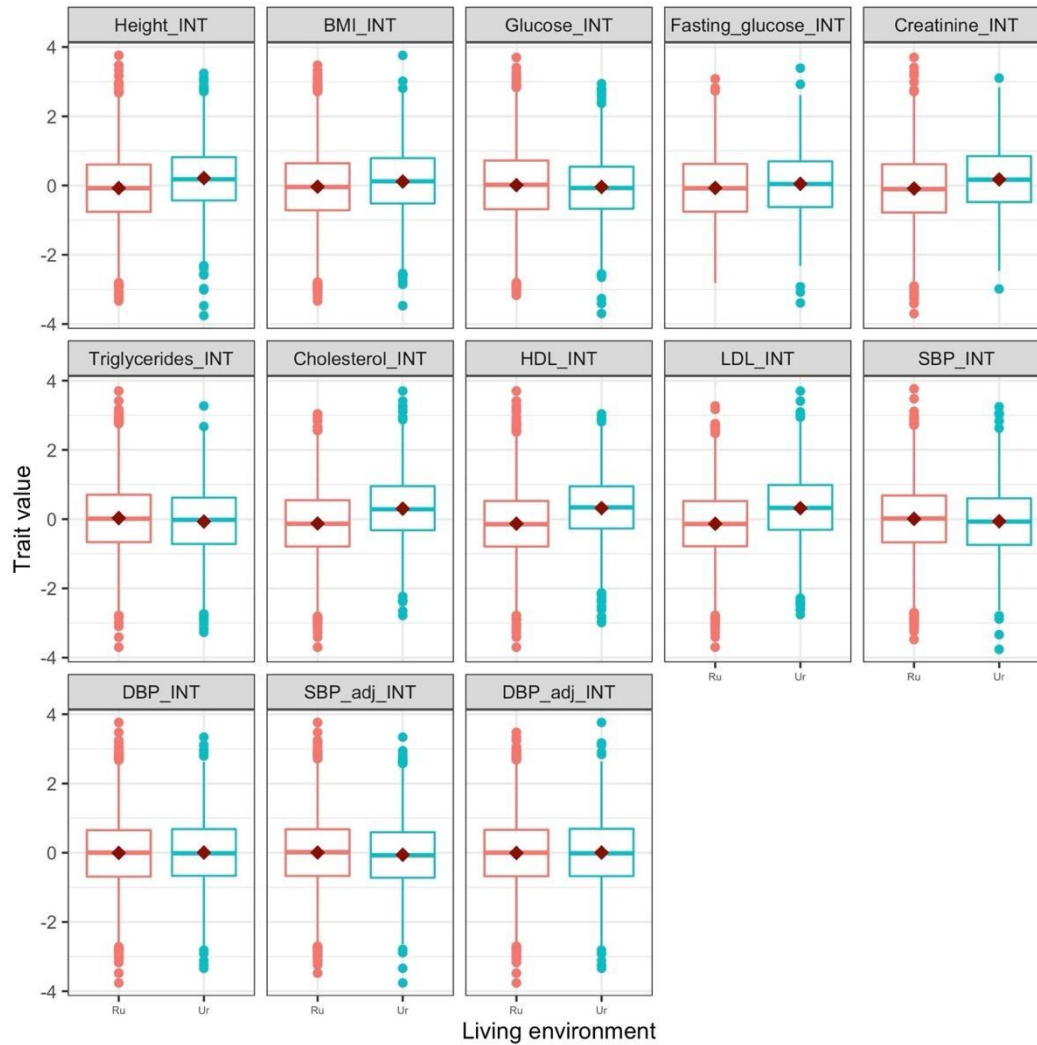 Height_INT BMI_INT Glucose_INT Fasting_glucose_INT Creatinine_INT
4
2
0
-2
-4
Triglycerides_INT Cholesterol_INT HDL_INT LDL_INT SBP_INT
4
2
0
-2
-4
Ru Ur Ru Ur
DBP_INT SBP_adj_INT DBP_adj_INT
4
2
0
-2
-4
Ru Ur Ru Ur Ru Ur
Trait value
Living environment